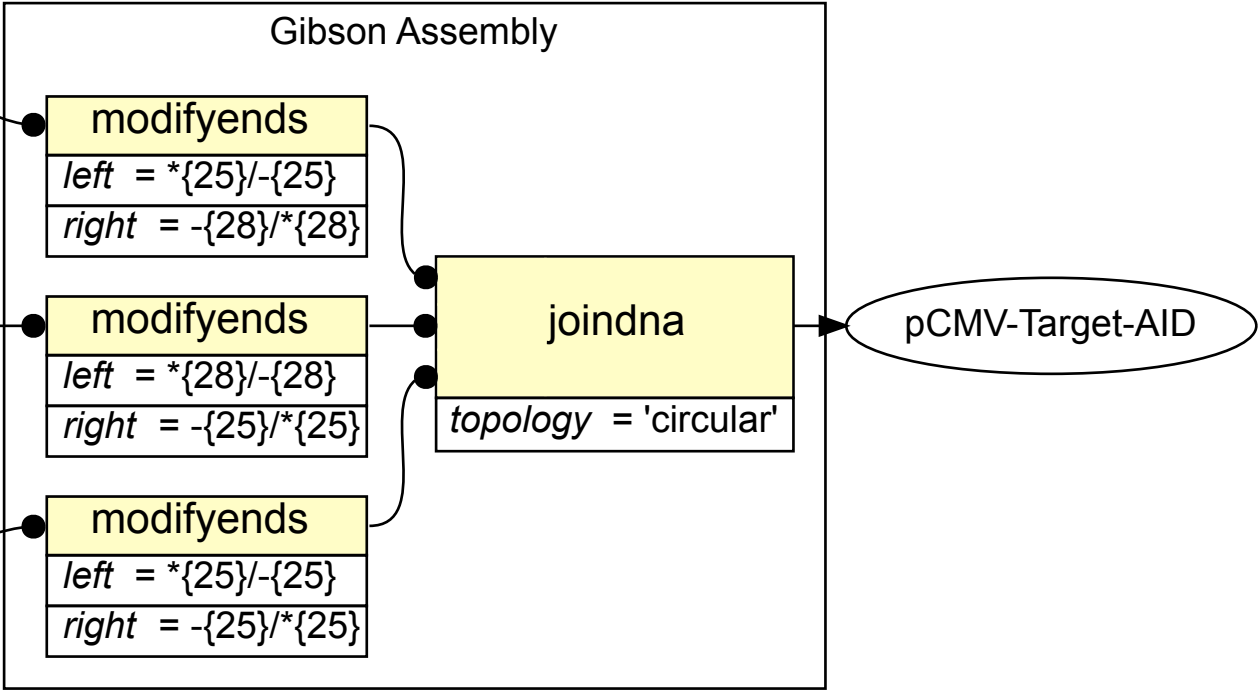 Gibson Assembly
modifyends
left = *{25}/-{25}
right = -{28}/*{28}
modifyends
left = *{28}/-{28}
right = -{25}/*{25}
modifyends
left = *{25}/-{25}
right = -{25}/*{25}
joindna
topology = 'circular'
pCMV-Target-AID